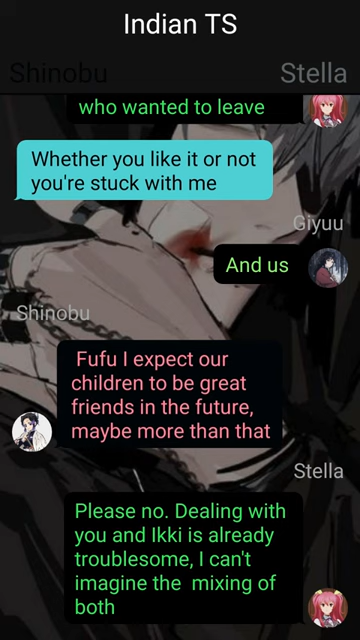 Indian TS
Shinobu
Stella
who wanted to leave
Whether you like it or not
you're stuck with me
Giyuu
And us
Shinobu
Fufu I expect our
children to be great
friends in the future,
maybe more than that
Stella
Please no. Dealing with
you and Ikki is already
troublesome, I can't
imagine the mixing of
both